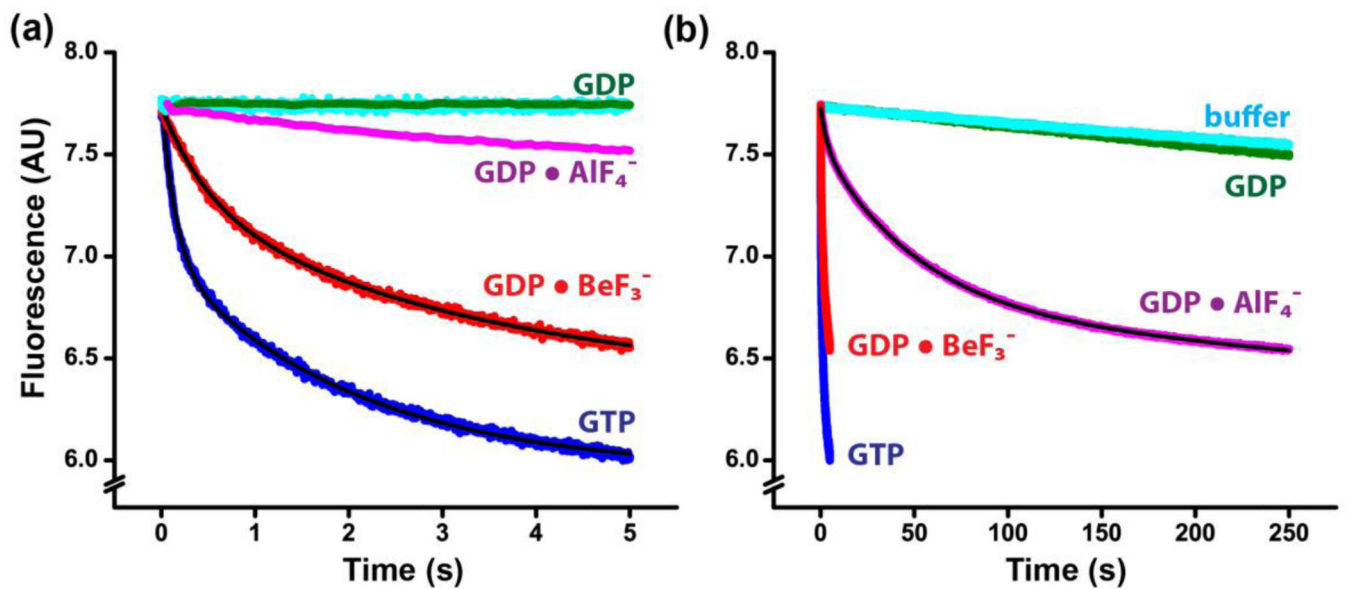 (a)
8.0
7.5
7.0
6.5
6.0
Fluorescence (AU)
GDP
GDP • AlF₄⁻
GDP • BeF₃⁻
GTP
0 1 2 3 4 5
Time (s)
(b)
8.0
7.5
7.0
6.5
6.0
buffer
GDP
GDP • AlF₄⁻
GDP • BeF₃⁻
GTP
0 50 100 150 200 250
Time (s)